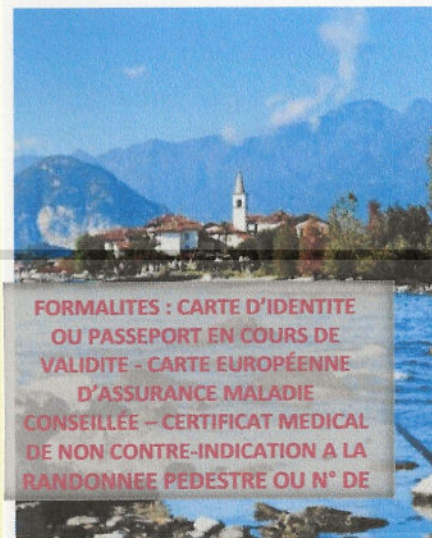 FORMALITES : CARTE D'IDENTITE
OU PASSEPORT EN COURS DE
VALIDITE - CARTE EUROPÉENNE
D'ASSURANCE MALADIE
CONSEILLÉE – CERTIFICAT MEDICAL
DE NON CONTRE-INDICATION A LA
RANDONNEE PEDESTRE OU N° DE